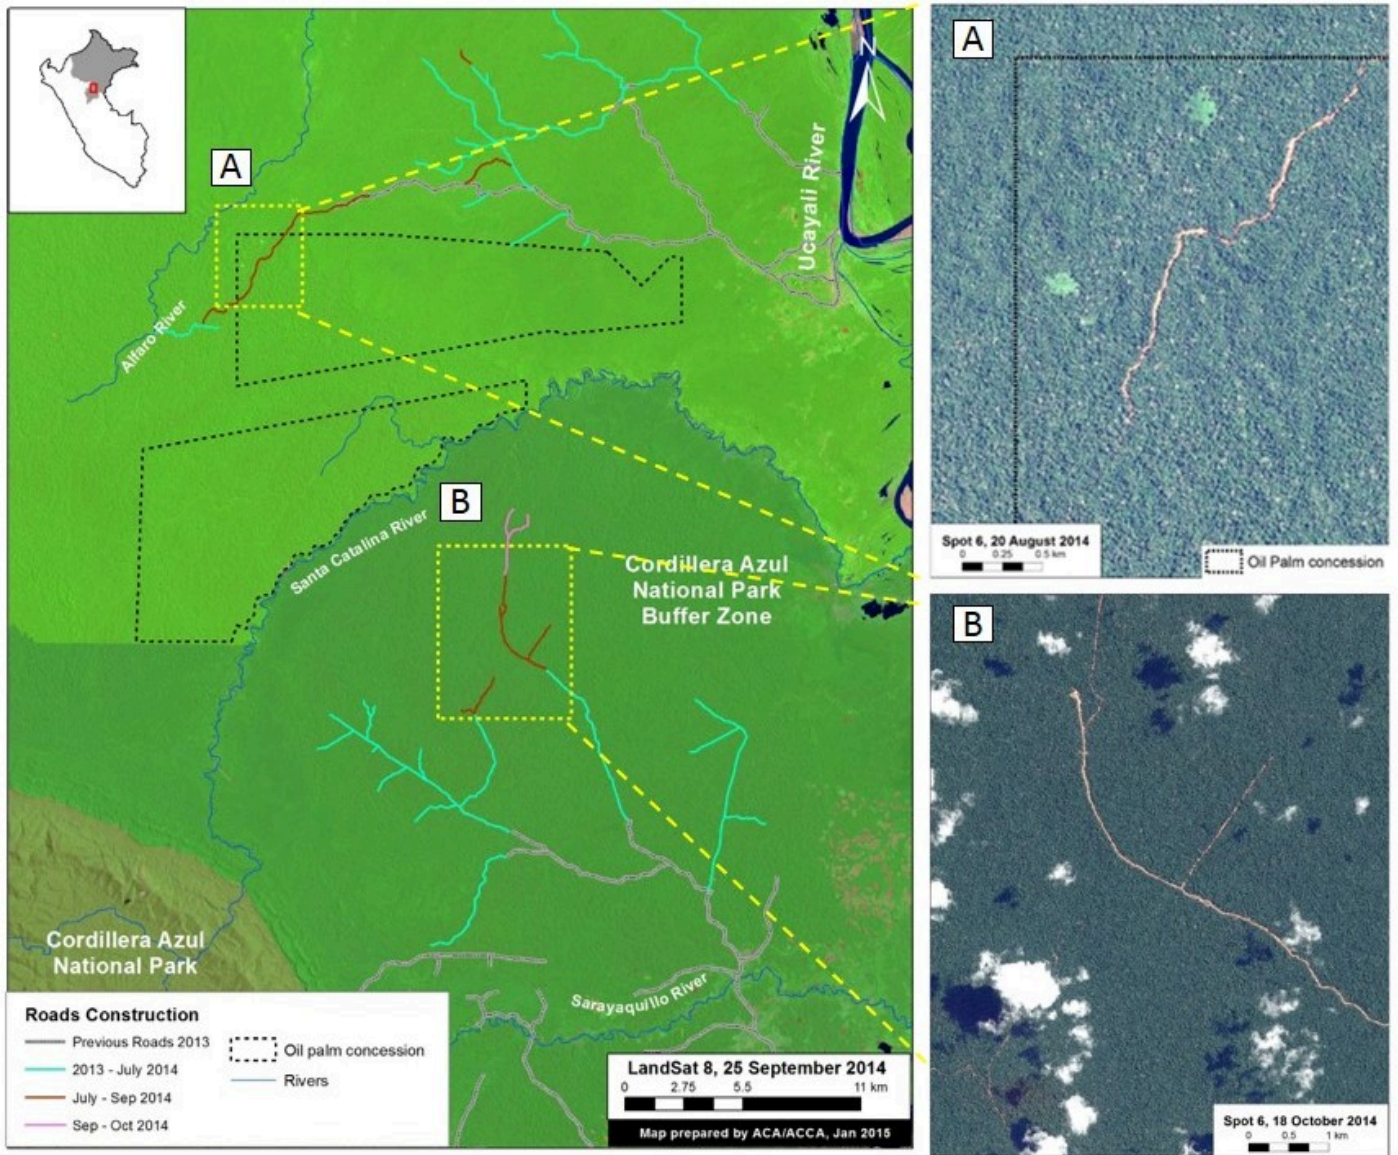 A
N
Ucayali River
Alfaro River
B
Santa Catalina River
Cordillera Azul
National Park
Buffer Zone
Cordillera Azul
National Park
Sarayaquillo River
Roads Construction
Previous Roads 2013
2013 - July 2014
July - Sep 2014
Sep - Oct 2014
Oil palm concession
Rivers
LandSat 8, 25 September 2014
0 2.75 5.5 11 km
Map prepared by ACA/ACCA, Jan 2015
A
Spot 6, 20 August 2014
0 0.25 0.5 km
Oil Palm concession
B
Spot 6, 18 October 2014
0 0.5 1 km